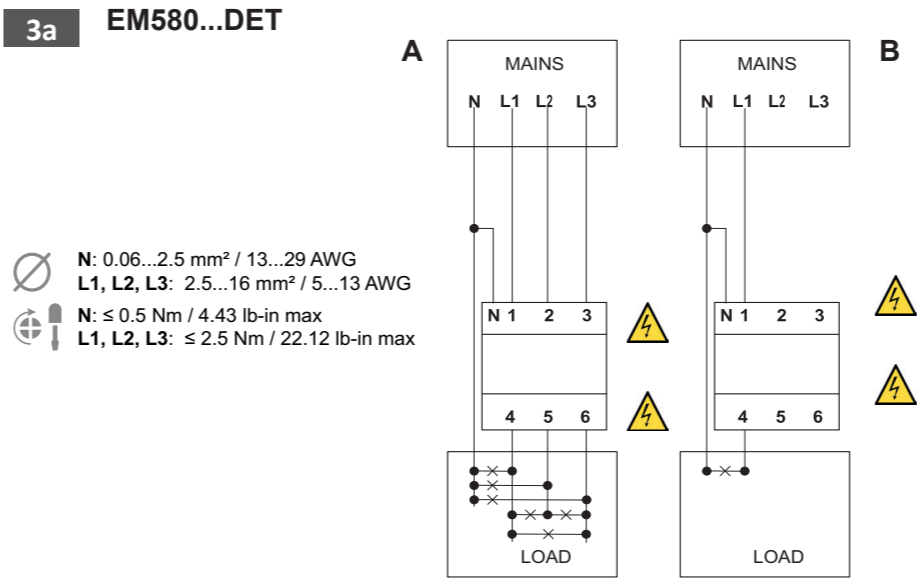 3a EM580...DET
A
MAINS
N L1 L2 L3
MAINS
N L1 L2 L3
B
N: 0.06...2.5 mm² / 13...29 AWG
L1, L2, L3: 2.5...16 mm² / 5...13 AWG
N: ≤ 0.5 Nm / 4.43 lb-in max
L1, L2, L3: ≤ 2.5 Nm / 22.12 lb-in max
N 1 2 3
4 5 6
LOAD
N 1 2 3
4 5 6
LOAD